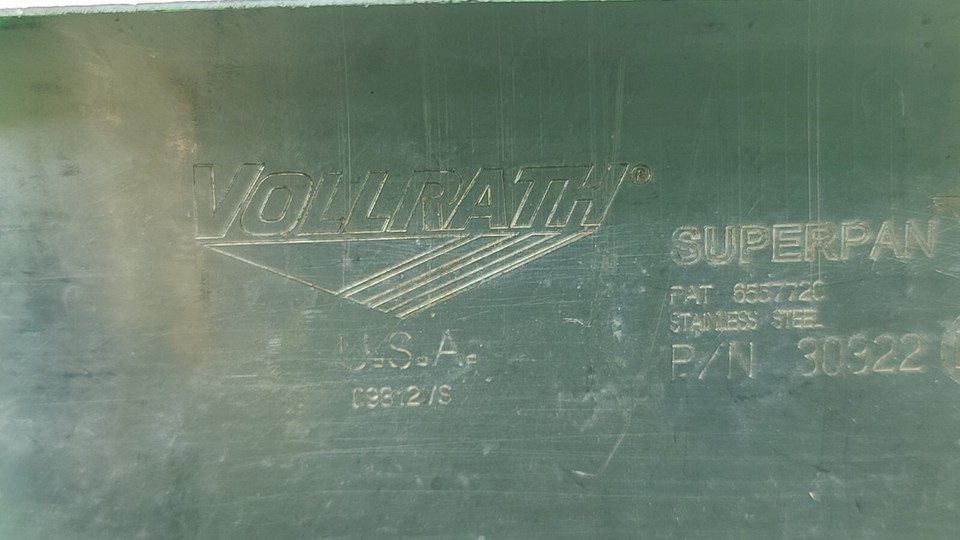 VOLLRATH®
U.S.A.
SUPERPAN
PAT 6557720
STAINLESS STEEL
P/N 30322